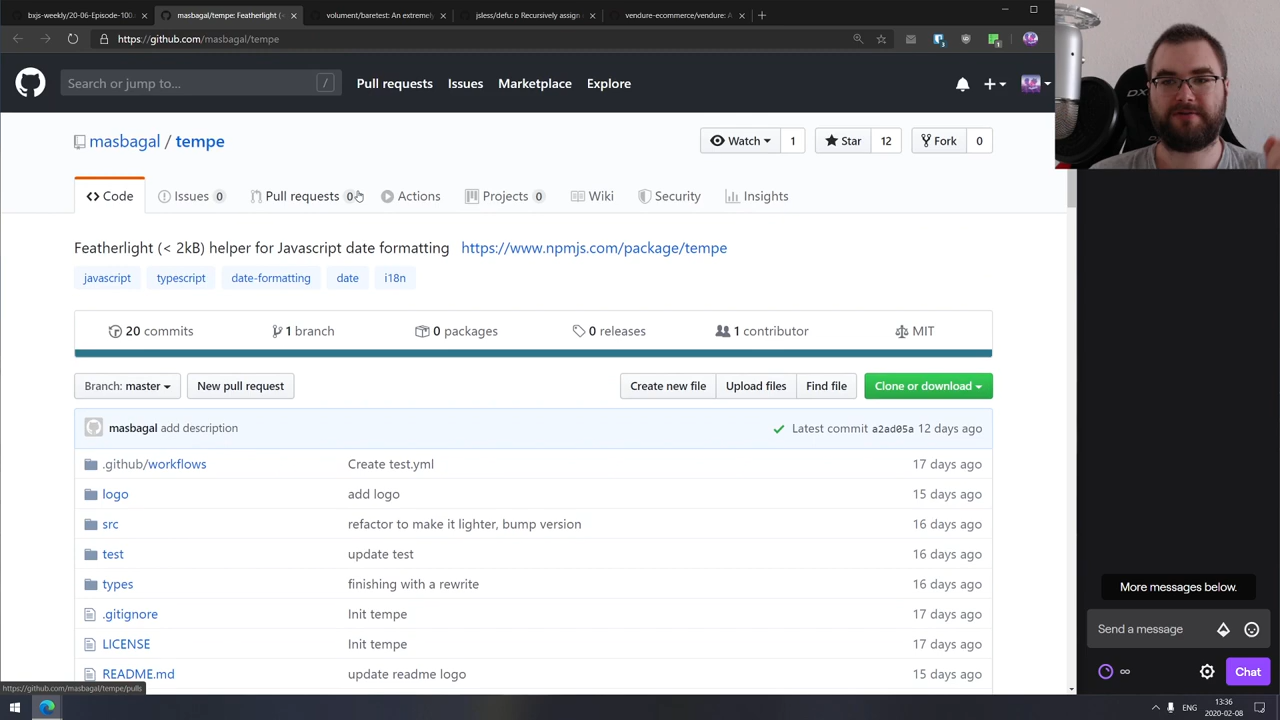 bxjs-weekly/20-06-Episode-100.
masbagal/tempe: Featherlight (<
volument/baretest: An extremely
jsless/defu: o Recursively assign
vendure-ecommerce/vendure: A
https://github.com/masbagal/tempe
Search or jump to...
/
Pull requests
Issues
Marketplace
Explore
masbagal / tempe
Watch
1
Star
12
Fork
0
Code
Issues 0
Pull requests 0
Actions
Projects 0
Wiki
Security
Insights
Featherlight (< 2kB) helper for Javascript date formatting https://www.npmjs.com/package/tempe
javascript
typescript
date-formatting
date
i18n
20 commits
1 branch
0 packages
0 releases
1 contributor
MIT
Branch: master
New pull request
Create new file
Upload files
Find file
Clone or download
masbagal add description
Latest commit a2ad05a 12 days ago
.github/workflows
Create test.yml
17 days ago
logo
add logo
15 days ago
src
refactor to make it lighter, bump version
16 days ago
test
update test
16 days ago
types
finishing with a rewrite
16 days ago
.gitignore
Init tempe
17 days ago
LICENSE
Init tempe
17 days ago
README.md
update readme logo
15 days ago
https://github.com/masbagal/tempe/pulls
DX
More messages below.
Send a message
∞
Chat
ENG
13:36
2020-02-08